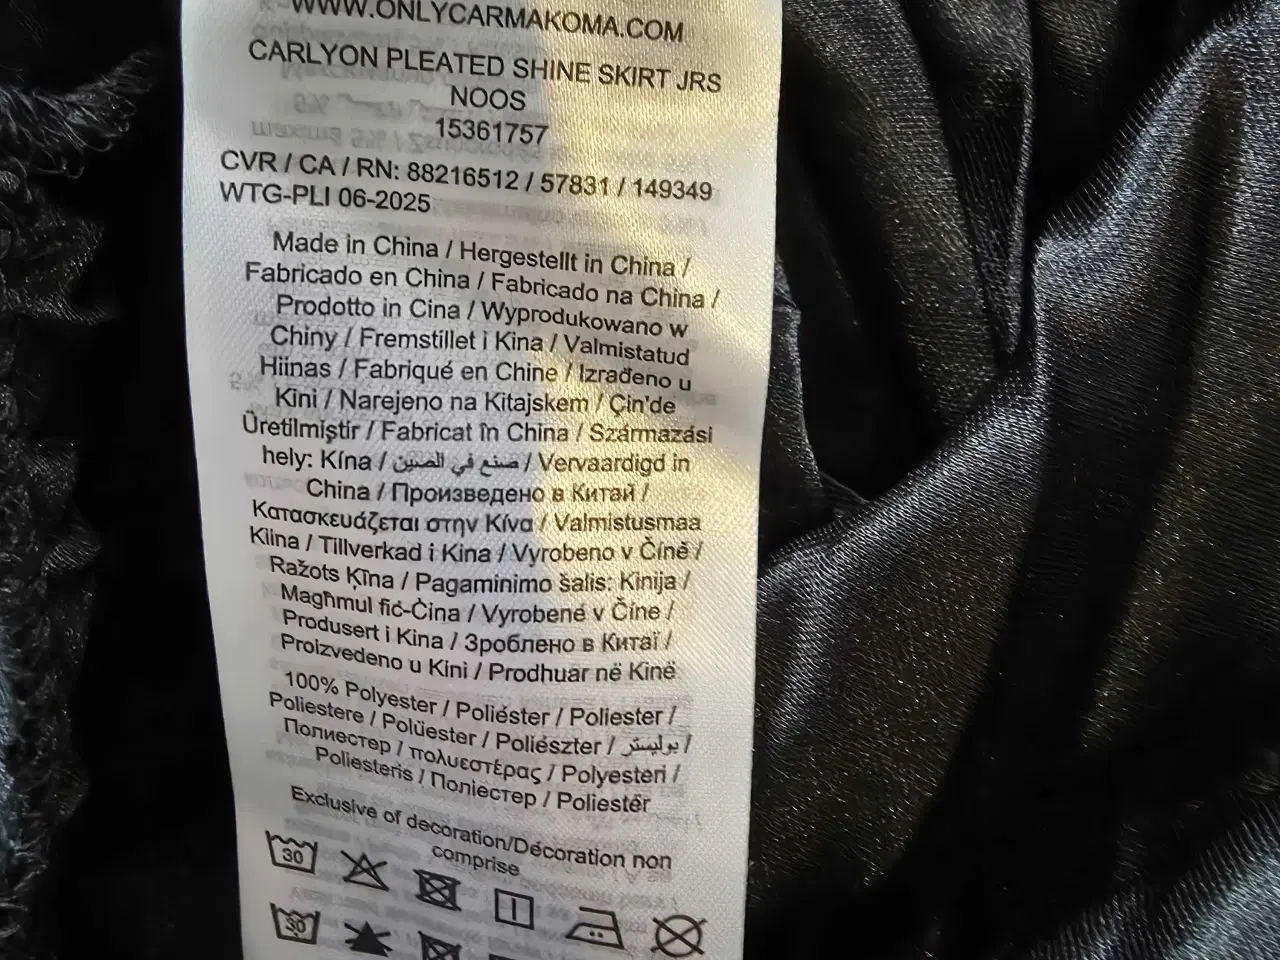 WWW.ONLYCARMAKOMA.COM
CARLYON PLEATED SHINE SKIRT JRS
NOOS
15361757
CVR / CA / RN: 88216512 / 57831 / 149349
WTG-PLI 06-2025
Made in China / Hergestellt in China /
Fabricado en China / Fabricado na China /
Prodotto in Cina / Wyprodukowano w
Chiny / Fremstillet i Kina / Valmistatud
Hiinas / Fabriqué en Chine / Izrađeno u
Kini / Narejeno na Kitajskem / Çin'de
Üretilmiştir / Fabricat în China / Származási
hely: Kína / صنع في الصين / Vervaardigd in
China / Произведено в Китай /
Κατασκευάζεται στην Κίνα / Valmistusmaa
Kiina / Tillverkad i Kina / Vyrobeno v Číně /
Ražots Ķīna / Pagaminimo šalis: Kinija /
Magħmul fiċ-Ċina / Vyrobené v Číne /
Produsert i Kina / Зроблено в Китаї /
Proizvedeno u Kini / Prodhuar në Kinë
100% Polyester / Poliéster / Poliester /
Poliestere / Polüester / Poliészter / بوليستر /
Полиестер / πολυεστέρας / Polyesteri /
Poliesteris / Поліестер / Poliestër
Exclusive of decoration/Décoration non
comprise
30
30